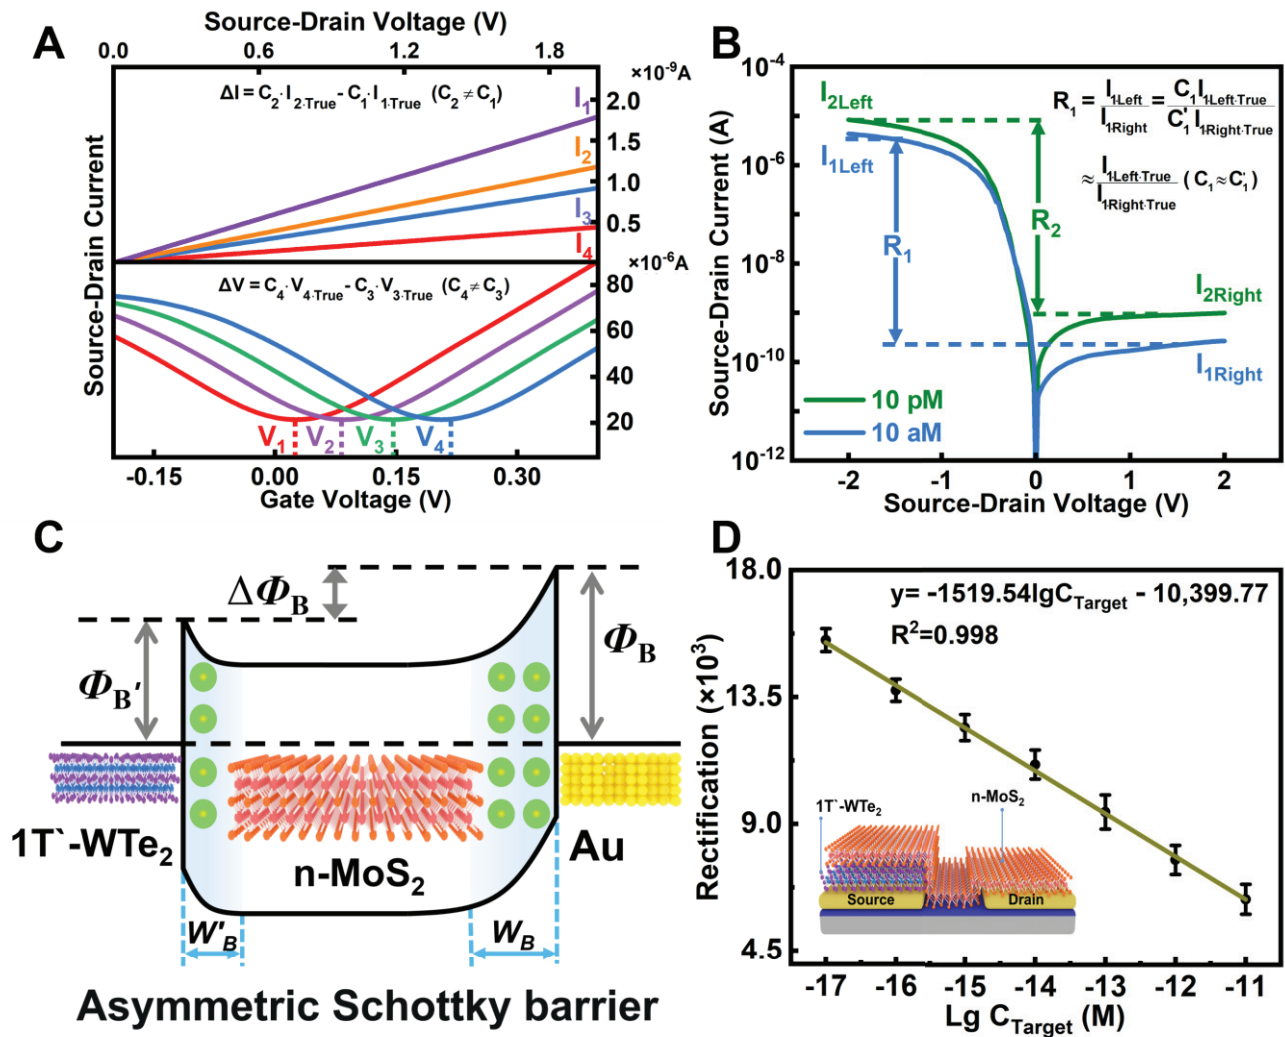 A
Source-Drain Voltage (V)
0.0 0.6 1.2 1.8
×10⁻⁹A
ΔI = C₂· I₂.True − C₁· I₁.True (C₂ ≠ C₁)
I₁
I₂
I₃
I₄
2.0
1.5
1.0
0.5
Source-Drain Current
×10⁻⁶A
ΔV = C₄· V₄.True − C₃· V₃.True (C₄ ≠ C₃)
80
60
40
20
V₁ V₂ V₃ V₄
-0.15 0.00 0.15 0.30
Gate Voltage (V)
B
Source-Drain Current (A)
10⁻⁴
10⁻⁶
10⁻⁸
10⁻¹⁰
10⁻¹²
I₂Left
I₁Left
R₁ = I₁Left / I₁Right = C₁I₁Left·True / C₁' I₁Right·True
≈ I₁Left·True / I₁Right·True ( C₁ ≈ C₁' )
R₁
R₂
I₂Right
I₁Right
10 pM
10 aM
-2 -1 0 1 2
Source-Drain Voltage (V)
C
ΔΦB
ΦB'
ΦB
1T`-WTe₂
n-MoS₂
Au
W'B
WB
Asymmetric Schottky barrier
D
Rectification (×10³)
18.0
13.5
9.0
4.5
y= -1519.54lgCTarget - 10,399.77
R²=0.998
1T`-WTe₂
n-MoS₂
Source
Drain
-17 -16 -15 -14 -13 -12 -11
Lg CTarget (M)